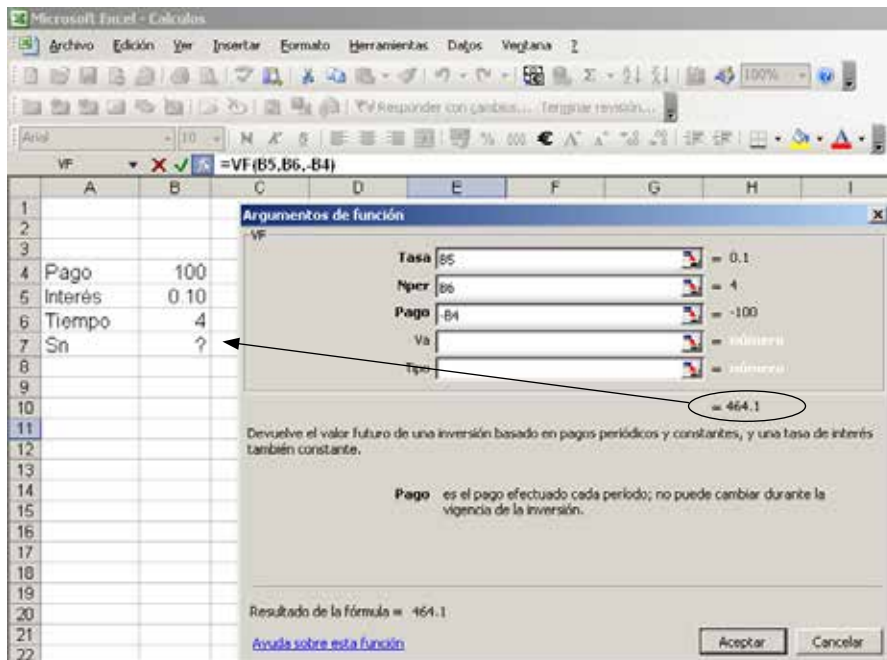 Microsoft Excel - Calculos
Archivo Edición Ver Insertar Formato Herramientas Datos Ventana ?
100%
Responder con cambios... Terminar revisión...
Arial 10 N K S % 000 €
VF =VF(B5,B6,-B4)
A B C D E F G H I
1
2
3
4 Pago 100
5 Interés 0.10
6 Tiempo 4
7 Sn ?
8
9
10
11
12
13
14
15
16
17
18
19
20
21
22
Argumentos de función
VF
Tasa B5 = 0.1
Nper B6 = 4
Pago -B4 = -100
Va = número
Tipo = número
= 464.1
Devuelve el valor futuro de una inversión basado en pagos periódicos y constantes, y una tasa de interés
también constante.
Pago es el pago efectuado cada período; no puede cambiar durante la
vigencia de la inversión.
Resultado de la fórmula = 464.1
Ayuda sobre esta función
Aceptar Cancelar